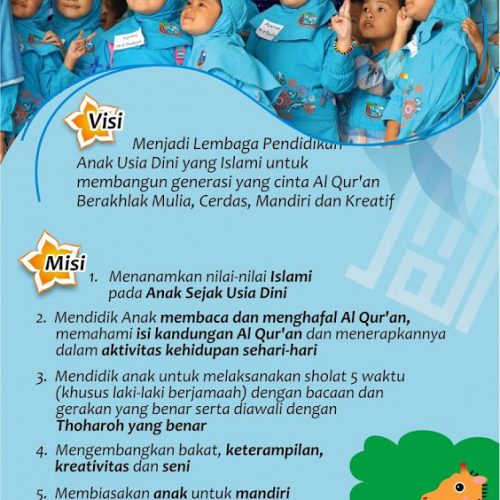 Visi
Menjadi Lembaga Pendidikan
Anak Usia Dini yang Islami untuk
membangun generasi yang cinta Al Qur'an
Berakhlak Mulia, Cerdas, Mandiri dan Kreatif
Misi
1. Menanamkan nilai-nilai Islami
pada Anak Sejak Usia Dini
2. Mendidik Anak membaca dan menghafal Al Qur'an,
memahami isi kandungan Al Qur'an dan menerapkannya
dalam aktivitas kehidupan sehari-hari
3. Mendidik anak untuk melaksanakan sholat 5 waktu
(khusus laki-laki berjamaah) dengan bacaan dan
gerakan yang benar serta diawali dengan
Thoharoh yang benar
4. Mengembangkan bakat, keterampilan,
kreativitas dan seni
5. Membiasakan anak untuk mandiri